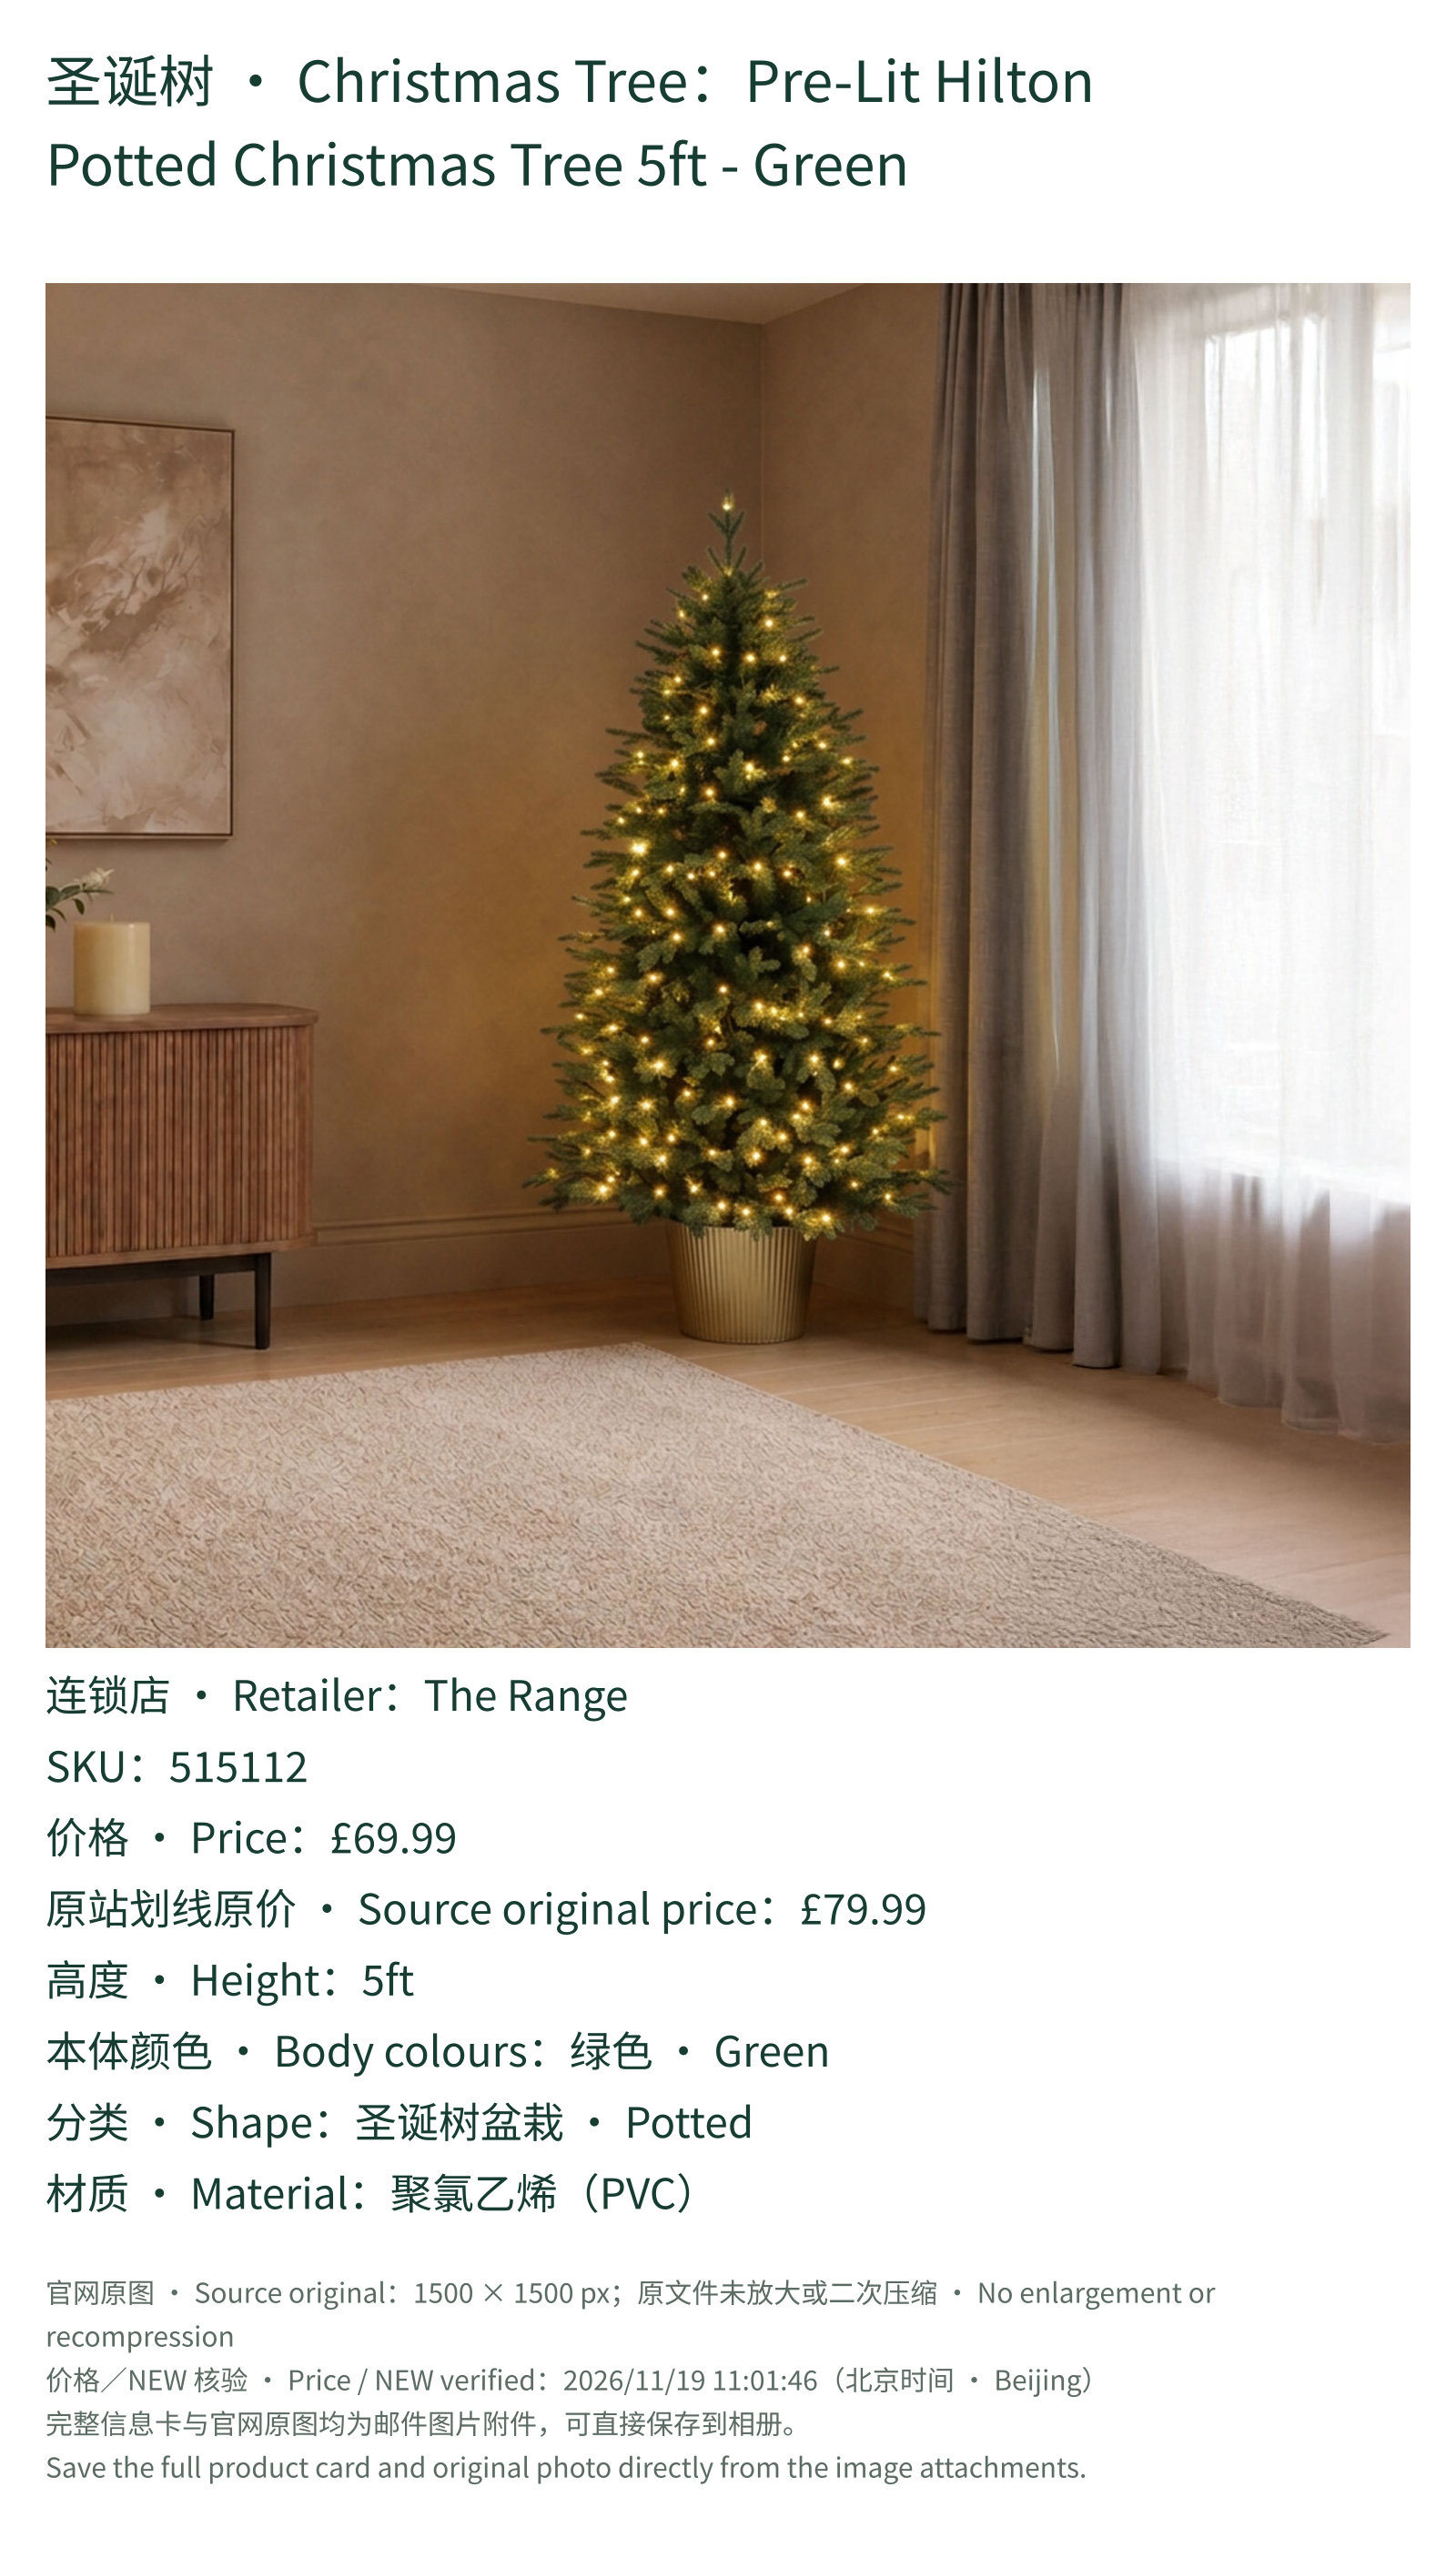 圣诞树 · Christmas Tree：Pre-Lit Hilton
Potted Christmas Tree 5ft - Green
连锁店 · Retailer：The Range
SKU：515112
价格 · Price：£69.99
原站划线原价 · Source original price：£79.99
高度 · Height：5ft
本体颜色 · Body colours：绿色 · Green
分类 · Shape：圣诞树盆栽 · Potted
材质 · Material：聚氯乙烯（PVC）
官网原图 · Source original：1500 × 1500 px；原文件未放大或二次压缩 · No enlargement or
recompression
价格／NEW 核验 · Price / NEW verified：2026/11/19 11:01:46（北京时间 · Beijing）
完整信息卡与官网原图均为邮件图片附件，可直接保存到相册。
Save the full product card and original photo directly from the image attachments.